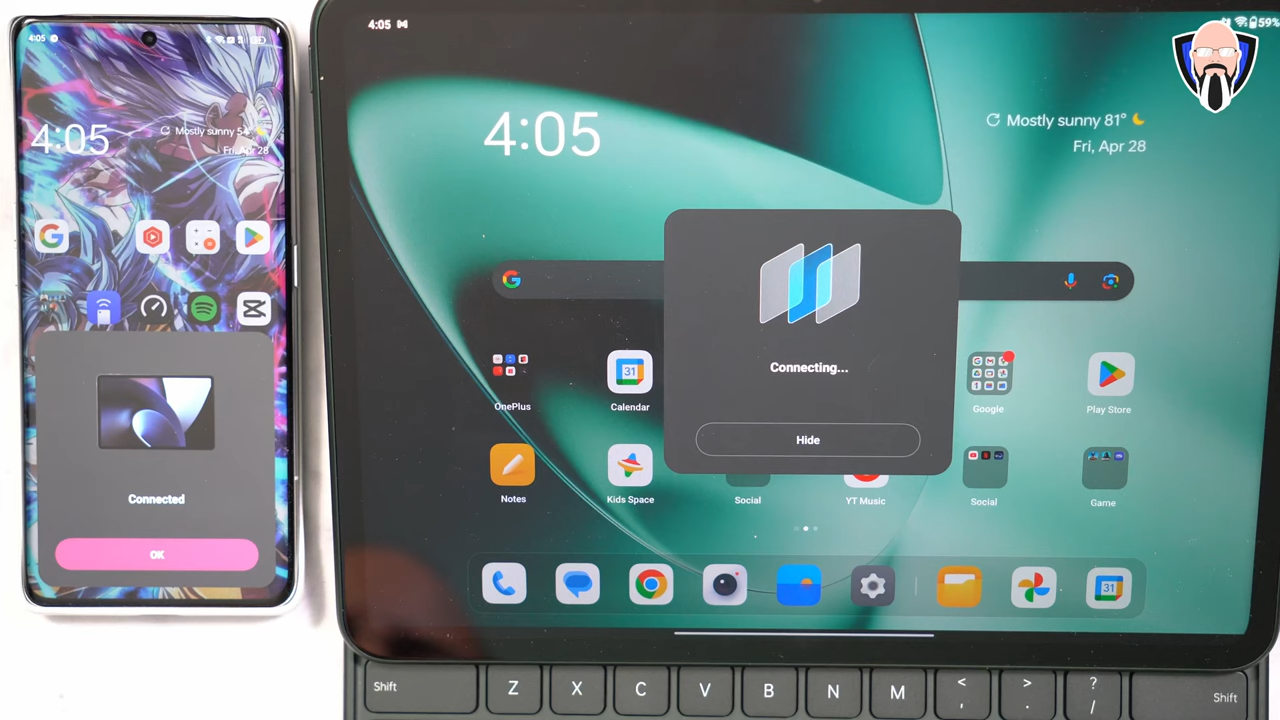 4:05
4:05
Mostly sunny 54°
Fri, Apr 28
Connected
OK
4:05
59%
4:05
Mostly sunny 81°
Fri, Apr 28
Connecting...
Hide
OnePlus
31
Calendar
Google
Play Store
Notes
Kids Space
Social
YT Music
Social
Game
31
Shift
Z
X
C
V
B
N
M
<
,
>
.
?
/
Shift